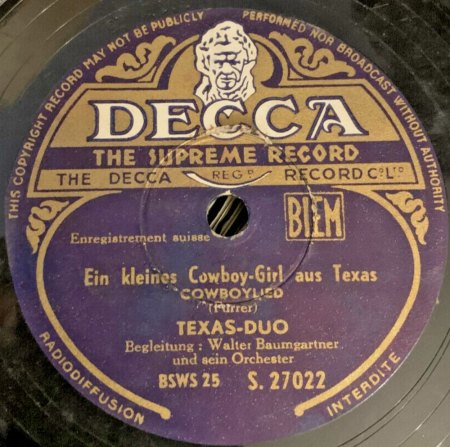 THIS COPYRIGHT RECORD MAY NOT BE PUBLICLY PERFORMED NOR BROADCAST WITHOUT AUTHORITY
DECCA
THE SUPREME RECORD
THE DECCA REGD RECORD CO LTD
BIEM
Enregistrement suisse
Ein kleines Cowboy-Girl aus Texas
COWBOYLIED
(Furrer)
TEXAS-DUO
Begleitung : Walter Baumgartner
und sein Orchester
BSWS 25 S. 27022
RADIODIFFUSION INTERDITE